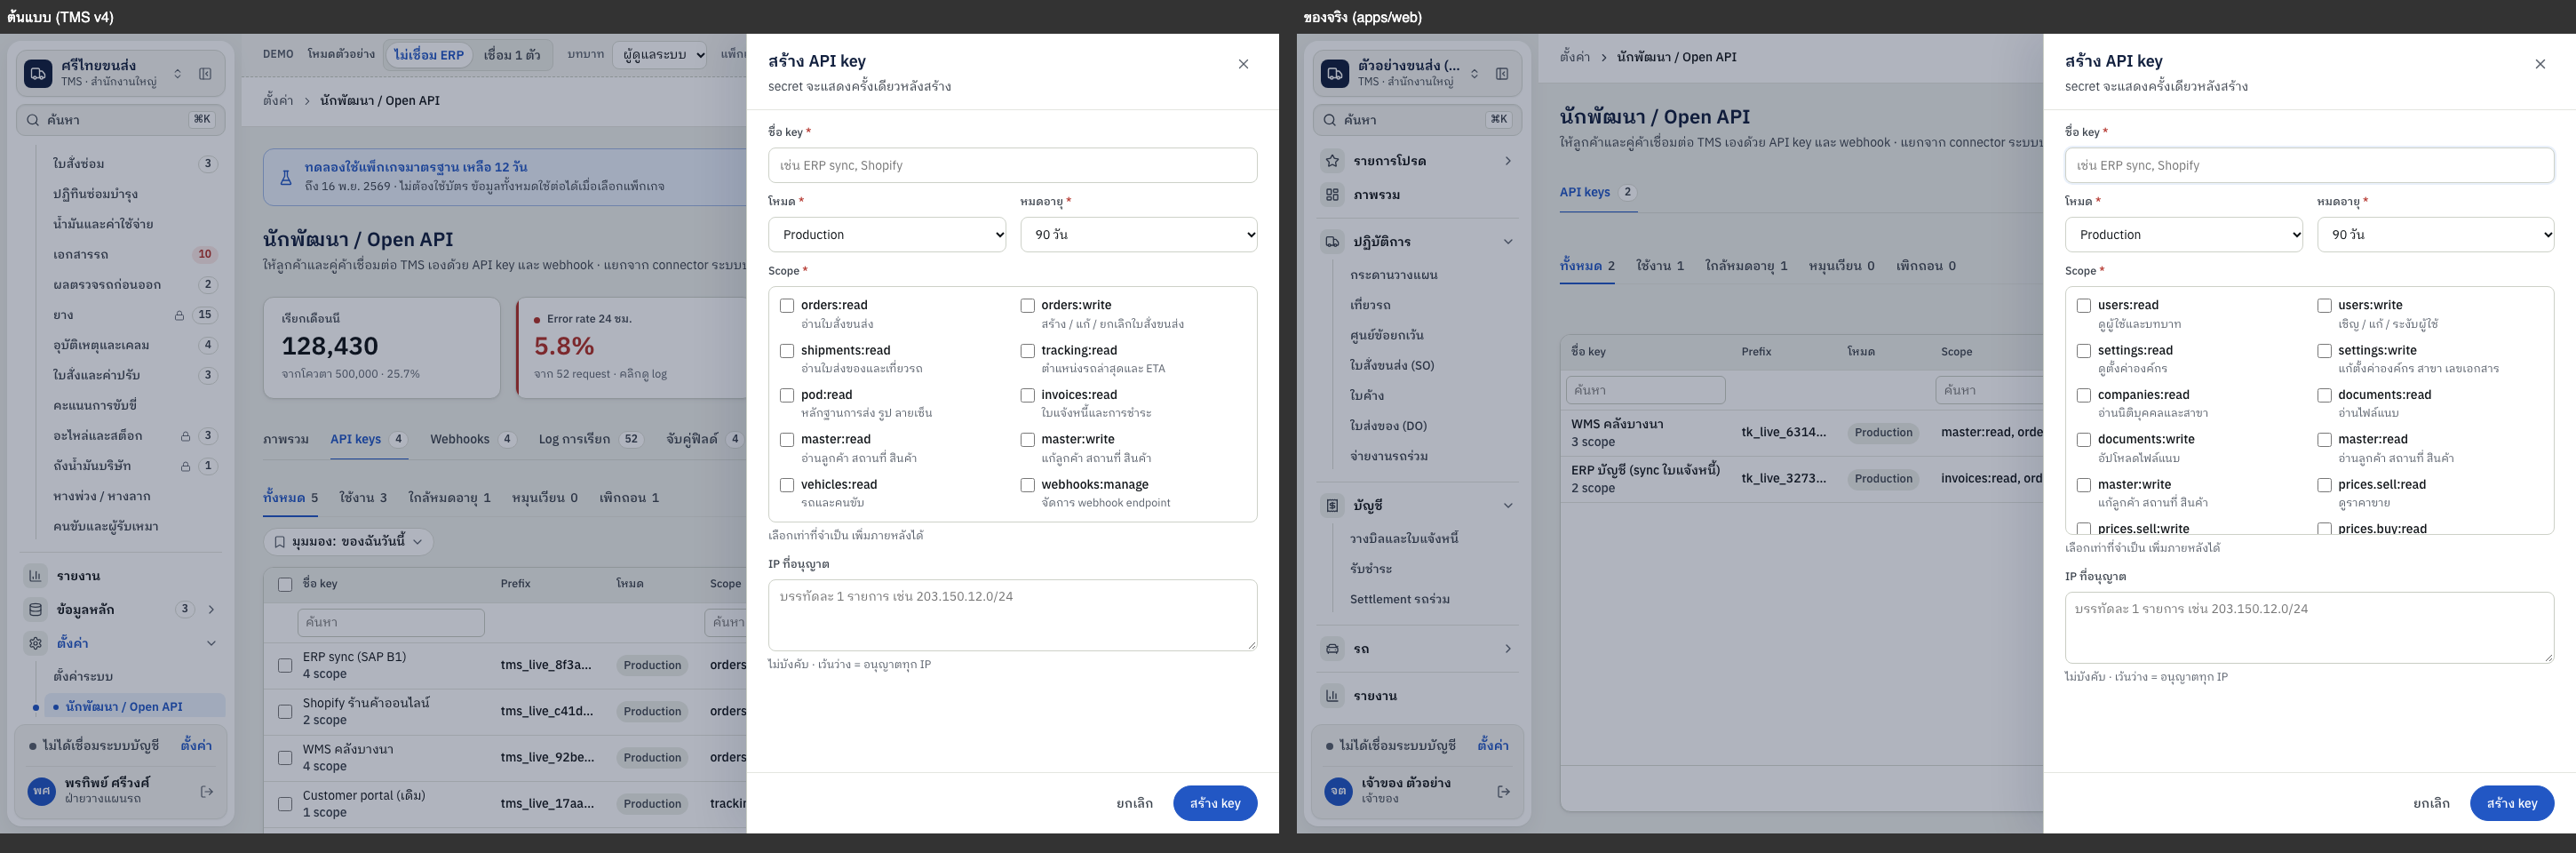 ต้นแบบ (TMS v4)
ศรีไทยขนส่ง
TMS · สำนักงานใหญ่
ค้นหา
⌘K
ใบสั่งซ่อม 3
ปฏิทินซ่อมบำรุง
น้ำมันและค่าใช้จ่าย
เอกสารรถ 10
ผลตรวจรถก่อนออก 2
ยาง 15
อุบัติเหตุและเคลม 4
ใบสั่งและค่าปรับ 3
คะแนนการขับขี่
อะไหล่และสต็อก 3
ถังน้ำมันบริษัท 1
หางพ่วง / หางลาก
คนขับและผู้รับเหมา
รายงาน
ข้อมูลหลัก 3
ตั้งค่า
ตั้งค่าระบบ
นักพัฒนา / Open API
ไม่ได้เชื่อมระบบบัญชี ตั้งค่า
พศ
พรทิพย์ ศรีวงศ์
ฝ่ายวางแผนรถ
DEMO โหมดตัวอย่าง ไม่เชื่อม ERP เชื่อม 1 ตัว บทบาท ผู้ดูแลระบบ
ตั้งค่า > นักพัฒนา / Open API
ทดลองใช้แพ็กเกจมาตรฐาน เหลือ 12 วัน
ถึง 16 พ.ย. 2569 · ไม่ต้องใช้บัตร ข้อมูลทั้งหมดใช้ต่อได้เมื่อเลือกแพ็กเกจ
นักพัฒนา / Open API
ให้ลูกค้าและคู่ค้าเชื่อมต่อ TMS เองด้วย API key และ webhook · แยกจาก connector
เรียกเดือนนี้
128,430
จากโควตา 500,000 · 25.7%
Error rate 24 ชม.
5.8%
จาก 52 request · คลิกดู log
ภาพรวม API keys 4 Webhooks 4 Log การเรียก 52 จับคู่ฟิลด์ 4
ทั้งหมด 5 ใช้งาน 3 ใกล้หมดอายุ 1 หมุนเวียน 0 เพิกถอน 1
มุมมอง: ของฉันวันนี้
ชื่อ key Prefix โหมด Scope
ค้นหา ค้นหา
ERP sync (SAP B1)
4 scope
tms_live_8f3a... Production
Shopify ร้านค้าออนไลน์
2 scope
tms_live_c41d... Production
WMS คลังบางนา
4 scope
tms_live_92be... Production
Customer portal (เดิม)
1 scope
tms_live_17aa... Production
สร้าง API key
secret จะแสดงครั้งเดียวหลังสร้าง
ชื่อ key *
เช่น ERP sync, Shopify
โหมด * หมดอายุ *
Production 90 วัน
Scope *
orders:read orders:write
อ่านใบสั่งขนส่ง สร้าง / แก้ / ยกเลิกใบสั่งขนส่ง
shipments:read tracking:read
อ่านใบส่งของและเที่ยวรถ ตำแหน่งรถล่าสุดและ ETA
pod:read invoices:read
หลักฐานการส่ง รูป ลายเซ็น ใบแจ้งหนี้และการชำระ
master:read master:write
อ่านลูกค้า สถานที่ สินค้า แก้ลูกค้า สถานที่ สินค้า
vehicles:read webhooks:manage
รถและคนขับ จัดการ webhook endpoint
เลือกเท่าที่จำเป็น เพิ่มภายหลังได้
IP ที่อนุญาต
บรรทัดละ 1 รายการ เช่น 203.150.12.0/24
ไม่บังคับ · เว้นว่าง = อนุญาตทุก IP
ยกเลิก สร้าง key
ของจริง (apps/web)
ตัวอย่างขนส่ง (...
TMS · สำนักงานใหญ่
ค้นหา
⌘K
รายการโปรด
ภาพรวม
ปฏิบัติการ
กระดานวางแผน
เที่ยวรถ
ศูนย์ข้อยกเว้น
ใบสั่งขนส่ง (SO)
ใบค้าง
ใบส่งของ (DO)
จ่ายงานรถร่วม
บัญชี
วางบิลและใบแจ้งหนี้
รับชำระ
Settlement รถร่วม
รถ
รายงาน
ไม่ได้เชื่อมระบบบัญชี ตั้งค่า
จต
เจ้าของ ตัวอย่าง
เจ้าของ
ตั้งค่า > นักพัฒนา / Open API
นักพัฒนา / Open API
ให้ลูกค้าและคู่ค้าเชื่อมต่อ TMS เองด้วย API key และ webhook · แยกจาก connector
API keys 2
ทั้งหมด 2 ใช้งาน 1 ใกล้หมดอายุ 1 หมุนเวียน 0 เพิกถอน 0
ชื่อ key Prefix โหมด Scope
ค้นหา ค้นหา
WMS คลังบางนา
3 scope
tk_live_6314... Production master:read, orde
ERP บัญชี (sync ใบแจ้งหนี้)
2 scope
tk_live_3273... Production invoices:read, ord
สร้าง API key
secret จะแสดงครั้งเดียวหลังสร้าง
ชื่อ key *
เช่น ERP sync, Shopify
โหมด * หมดอายุ *
Production 90 วัน
Scope *
users:read users:write
ดูผู้ใช้และบทบาท เชิญ / แก้ / ระงับผู้ใช้
settings:read settings:write
ดูตั้งค่าองค์กร แก้ตั้งค่าองค์กร สาขา เลขเอกสาร
companies:read documents:read
อ่านนิติบุคคลและสาขา อ่านไฟล์แนบ
documents:write master:read
อัปโหลดไฟล์แนบ อ่านลูกค้า สถานที่ สินค้า
master:write prices.sell:read
แก้ลูกค้า สถานที่ สินค้า ดูราคาขาย
prices.sell:write prices.buy:read
เลือกเท่าที่จำเป็น เพิ่มภายหลังได้
IP ที่อนุญาต
บรรทัดละ 1 รายการ เช่น 203.150.12.0/24
ไม่บังคับ · เว้นว่าง = อนุญาตทุก IP
ยกเลิก สร้าง key